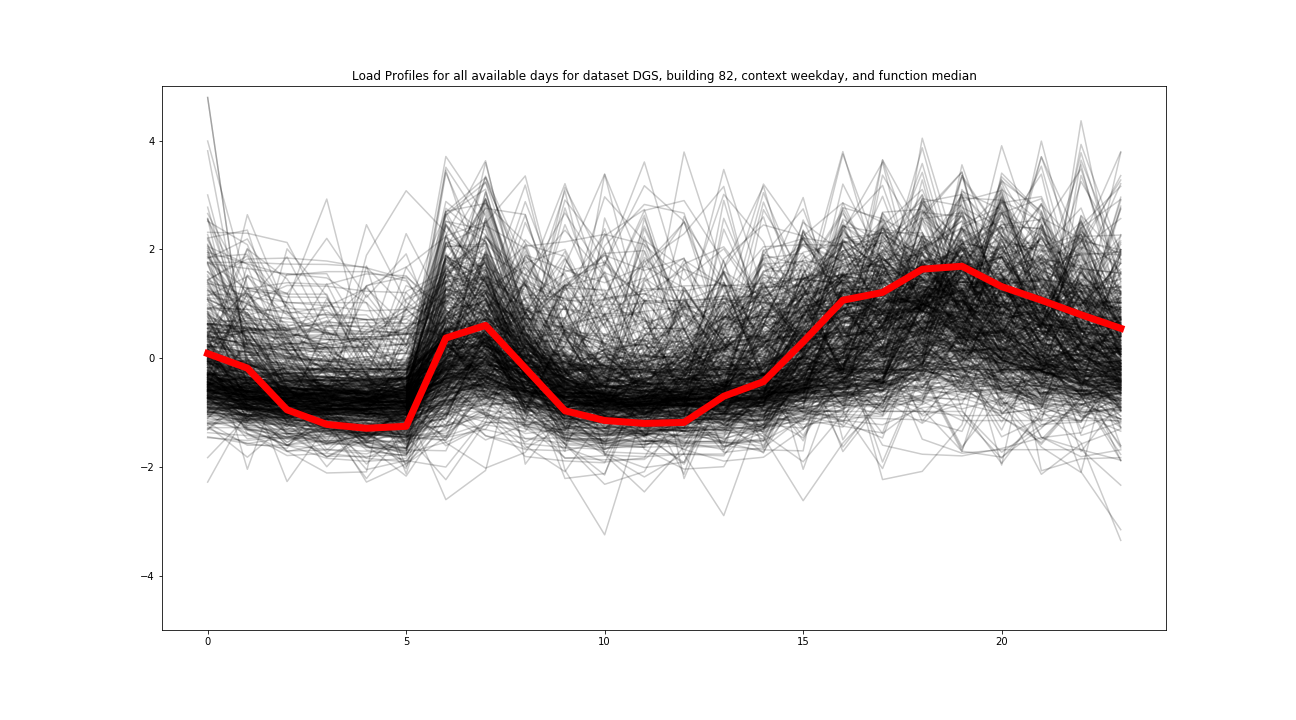 Load Profiles for all available days for dataset DGS, building 82, context weekday, and function median
4
2
0
−2
−4
0 5 10 15 20